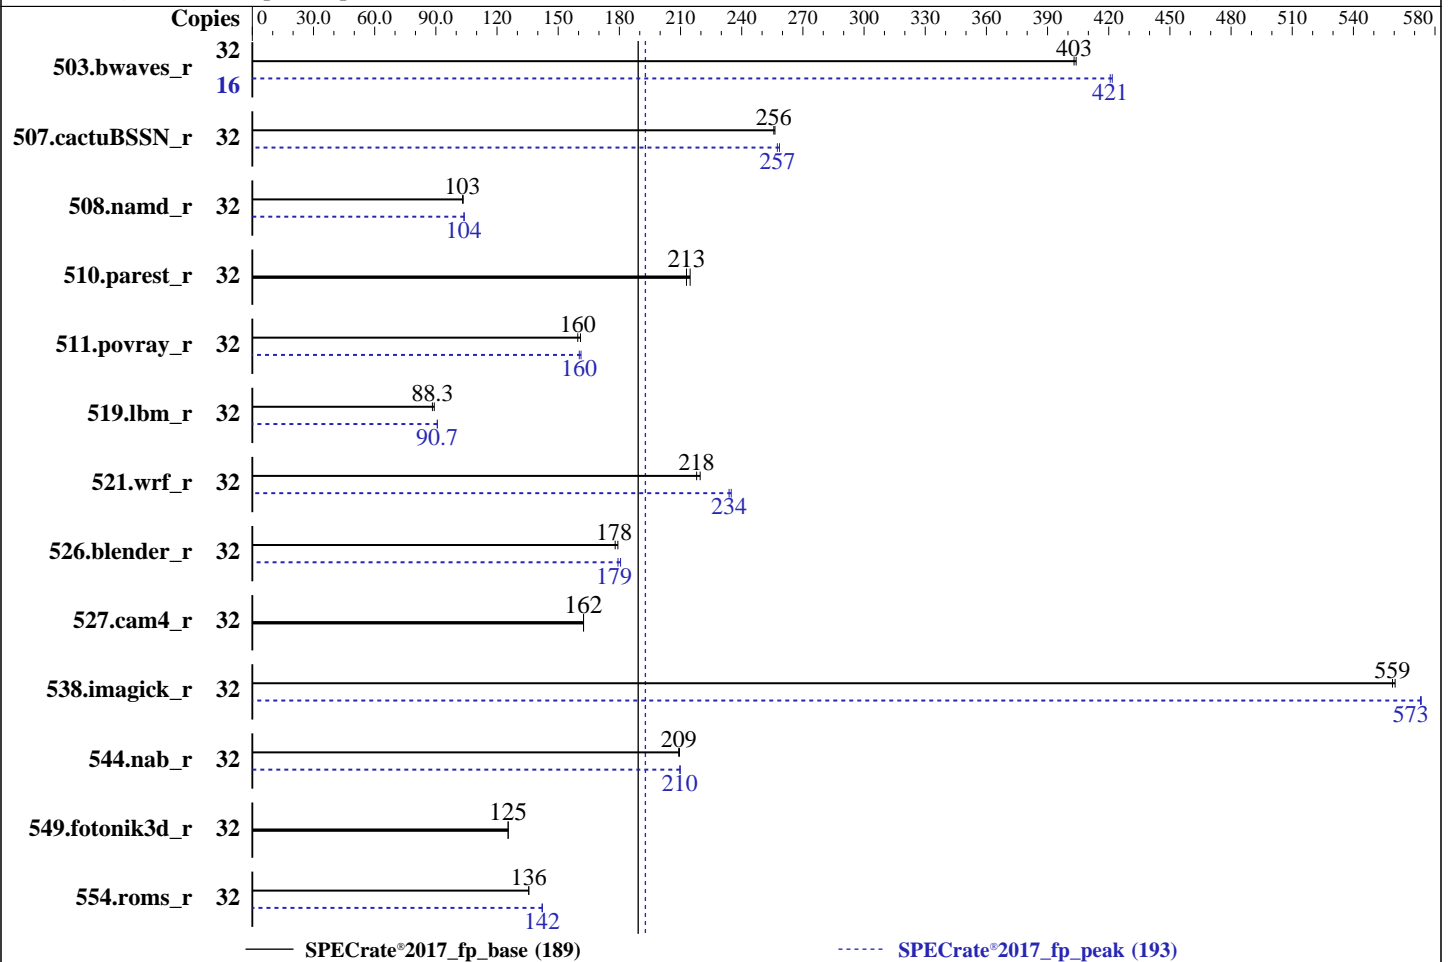 Copies 0 30.0 60.0 90.0 120 150 180 210 240 270 300 330 360 390 420 450 480 510 540 580
503.bwaves_r 32 403
16 421
507.cactuBSSN_r 32 256
257
508.namd_r 32 103
104
510.parest_r 32 213
511.povray_r 32 160
160
519.lbm_r 32 88.3
90.7
521.wrf_r 32 218
234
526.blender_r 32 178
179
527.cam4_r 32 162
538.imagick_r 32 559
573
544.nab_r 32 209
210
549.fotonik3d_r 32 125
554.roms_r 32 136
142
SPECrate®2017_fp_base (189) SPECrate®2017_fp_peak (193)